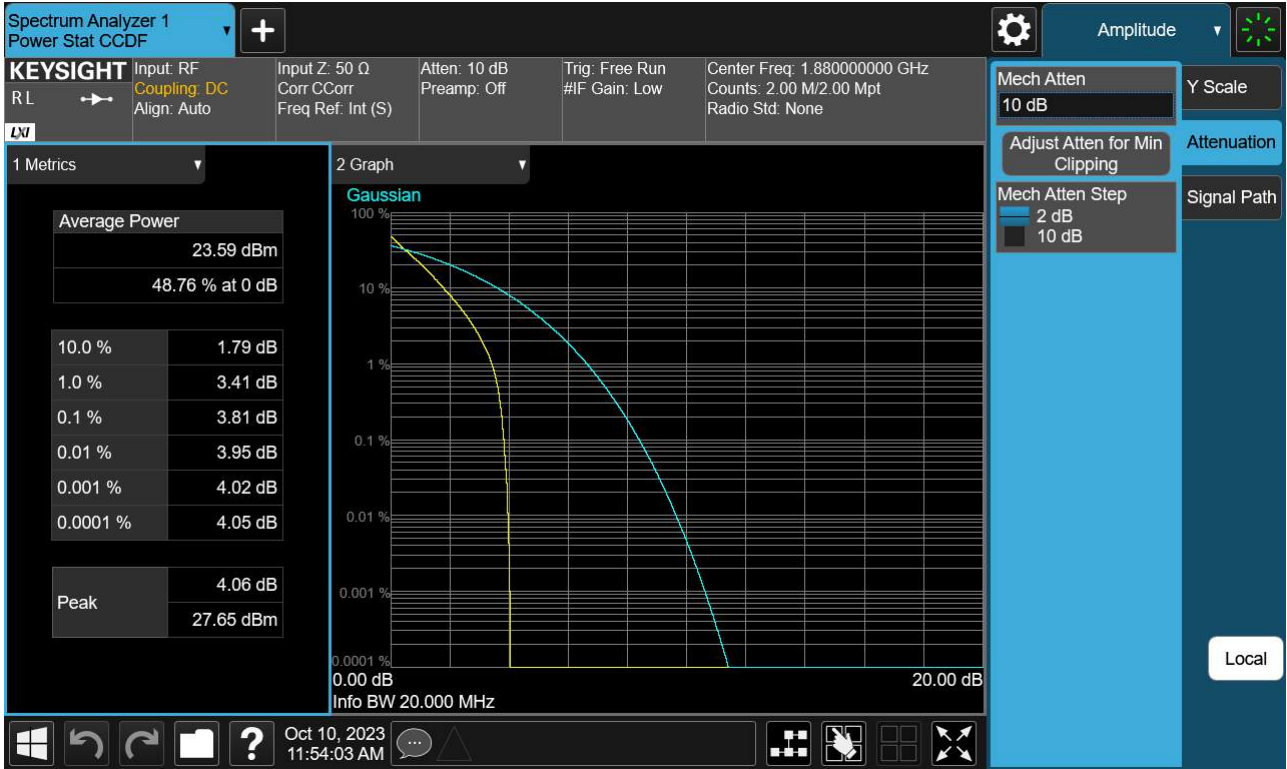 Spectrum Analyzer 1
Power Stat CCDF
Amplitude
KEYSIGHT
RL
LXI
Input: RF
Coupling: DC
Align: Auto
Input Z: 50 Ω
Corr CCorr
Freq Ref: Int (S)
Atten: 10 dB
Preamp: Off
Trig: Free Run
#IF Gain: Low
Center Freq: 1.880000000 GHz
Counts: 2.00 M/2.00 Mpt
Radio Std: None
1 Metrics
Average Power
23.59 dBm
48.76 % at 0 dB
10.0 % 1.79 dB
1.0 % 3.41 dB
0.1 % 3.81 dB
0.01 % 3.95 dB
0.001 % 4.02 dB
0.0001 % 4.05 dB
Peak
4.06 dB
27.65 dBm
2 Graph
Gaussian
100 %
10 %
1 %
0.1 %
0.01 %
0.001 %
0.0001 %
0.00 dB 20.00 dB
Info BW 20.000 MHz
Mech Atten
10 dB
Adjust Atten for Min
Clipping
Mech Atten Step
2 dB
10 dB
Y Scale
Attenuation
Signal Path
Local
?
Oct 10, 2023
11:54:03 AM